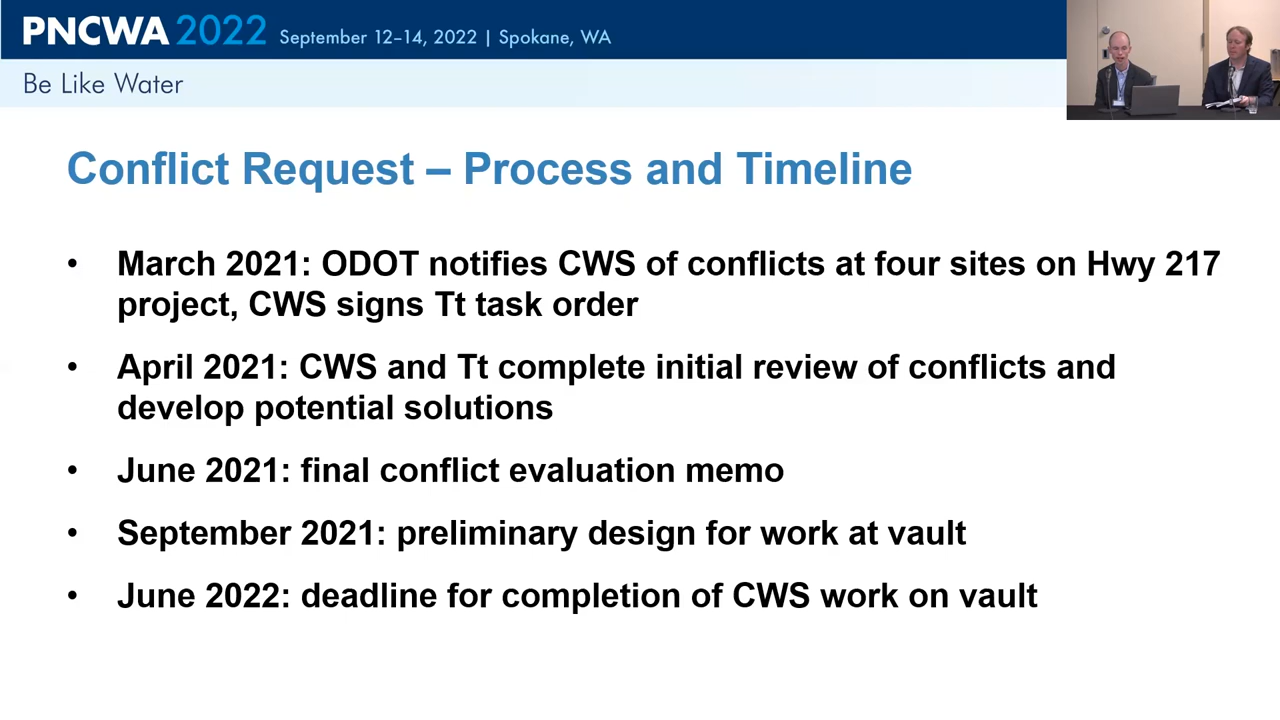 PNCWA 2022 September 12–14, 2022 | Spokane, WA
Be Like Water
Conflict Request – Process and Timeline
• March 2021: ODOT notifies CWS of conflicts at four sites on Hwy 217
project, CWS signs Tt task order
• April 2021: CWS and Tt complete initial review of conflicts and
develop potential solutions
• June 2021: final conflict evaluation memo
• September 2021: preliminary design for work at vault
• June 2022: deadline for completion of CWS work on vault